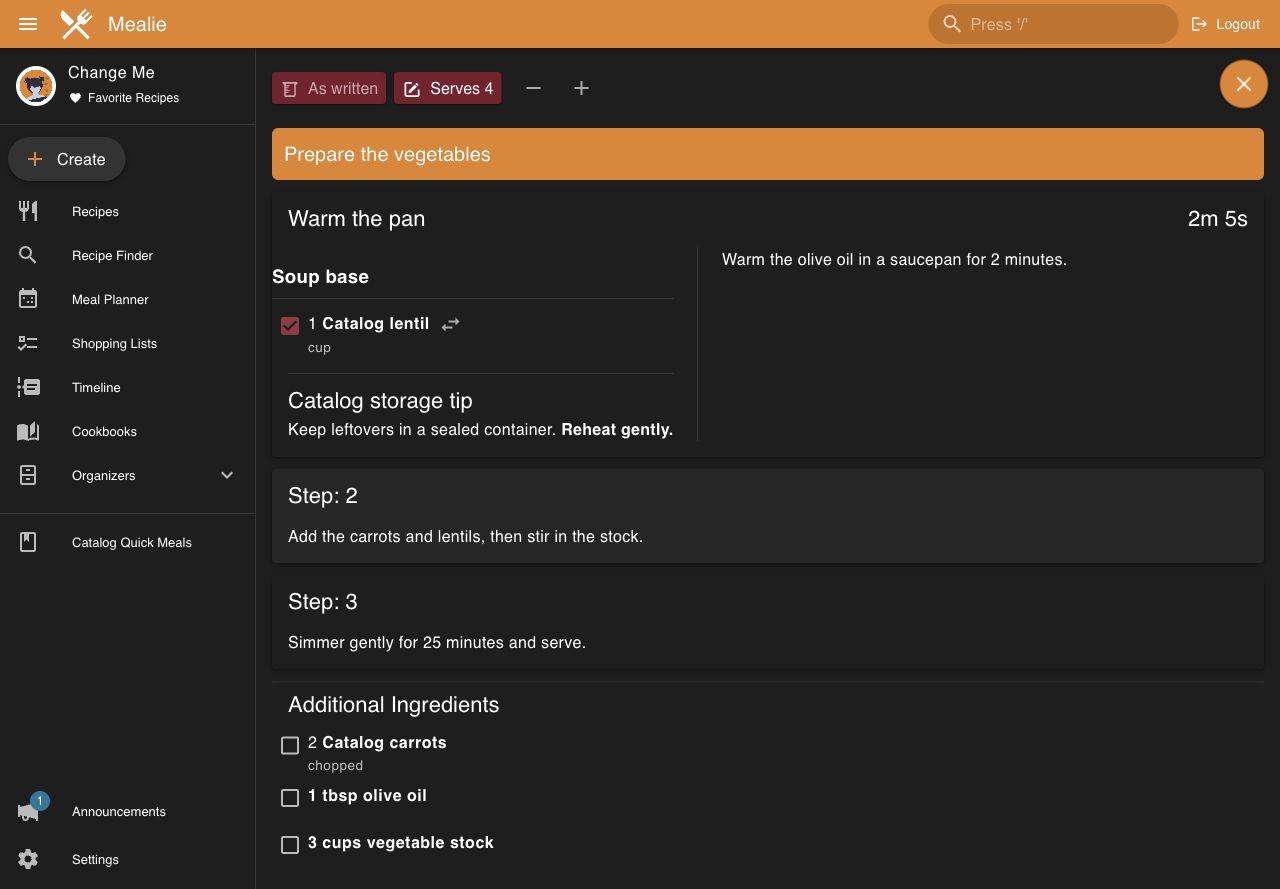 Mealie
Press '/'
Logout
Change Me
Favorite Recipes
Create
Recipes
Recipe Finder
Meal Planner
Shopping Lists
Timeline
Cookbooks
Organizers
Catalog Quick Meals
1
Announcements
Settings
As written
Serves 4
Prepare the vegetables
Warm the pan
2m 5s
Soup base
1 Catalog lentil
cup
Catalog storage tip
Keep leftovers in a sealed container. Reheat gently.
Warm the olive oil in a saucepan for 2 minutes.
Step: 2
Add the carrots and lentils, then stir in the stock.
Step: 3
Simmer gently for 25 minutes and serve.
Additional Ingredients
2 Catalog carrots
chopped
1 tbsp olive oil
3 cups vegetable stock